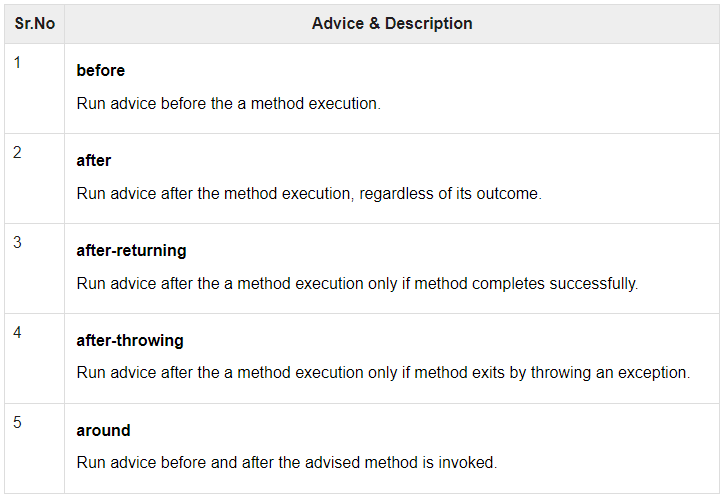 Sr.No Advice & Description
1
before
Run advice before the a method execution.
2
after
Run advice after the method execution, regardless of its outcome.
3
after-returning
Run advice after the a method execution only if method completes successfully.
4
after-throwing
Run advice after the a method execution only if method exits by throwing an exception.
5
around
Run advice before and after the advised method is invoked.